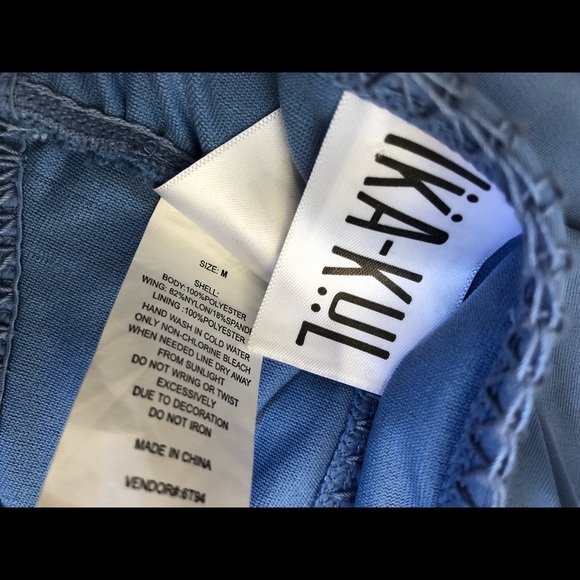 IKA-KUL
SIZE: M
SHELL:
BODY:100%POLYESTER
WING: 82%NYLON/18%SPANDE
LINING : 100%POLYESTER
HAND WASH IN COLD WATER
ONLY NON-CHLORINE BLEACH
WHEN NEEDED LINE DRY AWAY
FROM SUNLIGHT
DO NOT WRING OR TWIST
EXCESSIVELY
DUE TO DECORATION
DO NOT IRON
MADE IN CHINA
VENDOR#:6T94